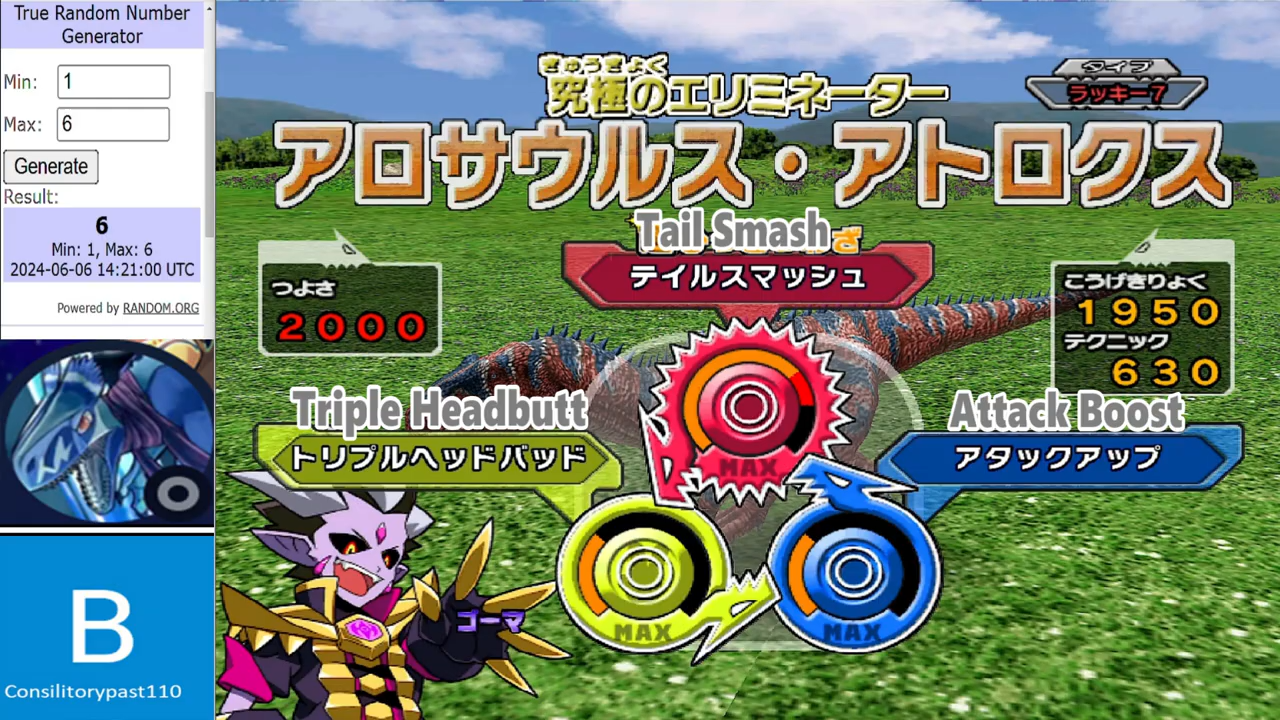 True Random Number
Generator
Min: 1
Max: 6
Generate
Result:
6
Min: 1, Max: 6
2024-06-06 14:21:00 UTC
Powered by RANDOM.ORG
B
Consilitorypast110
きゅうきょく
究極のエリミネーター
タイプ
ラッキー7
アロサウルス・アトロクス
Tail Smash
ざ
テイルスマッシュ
つよさ
2000
こうげきりょく
1950
テクニック
630
MAX
Triple Headbutt
トリプルヘッドバッド
Attack Boost
アタックアップ
ゴーマ
MAX
MAX